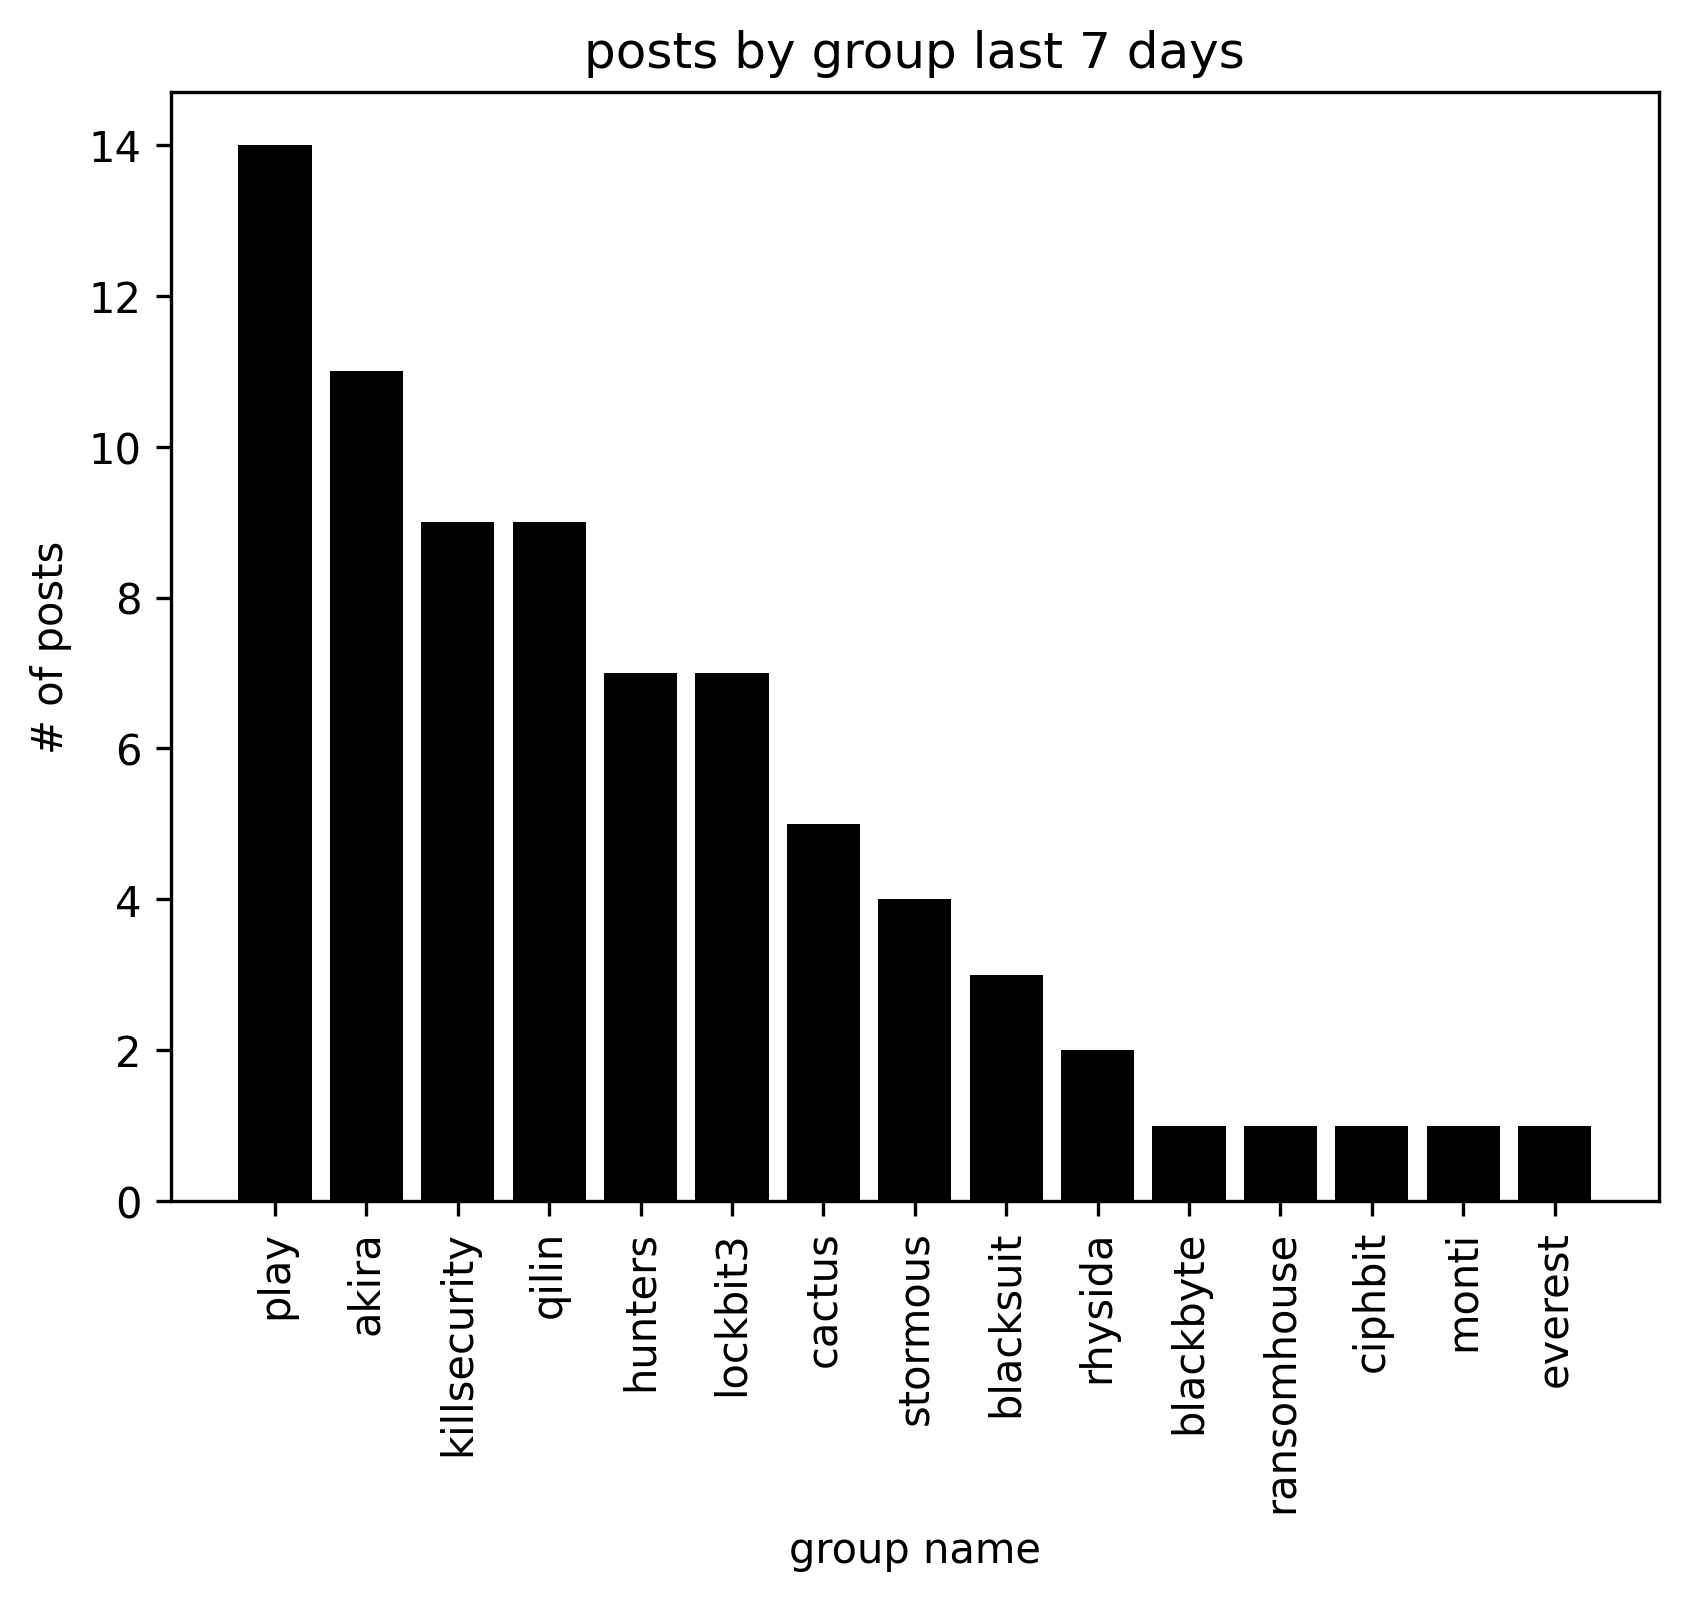 posts by group last 7 days
14
12
10
8
6
4
2
0
# of posts
play
akira
killsecurity
qilin
hunters
lockbit3
cactus
stormous
blacksuit
rhysida
blackbyte
ransomhouse
ciphbit
monti
everest
group name